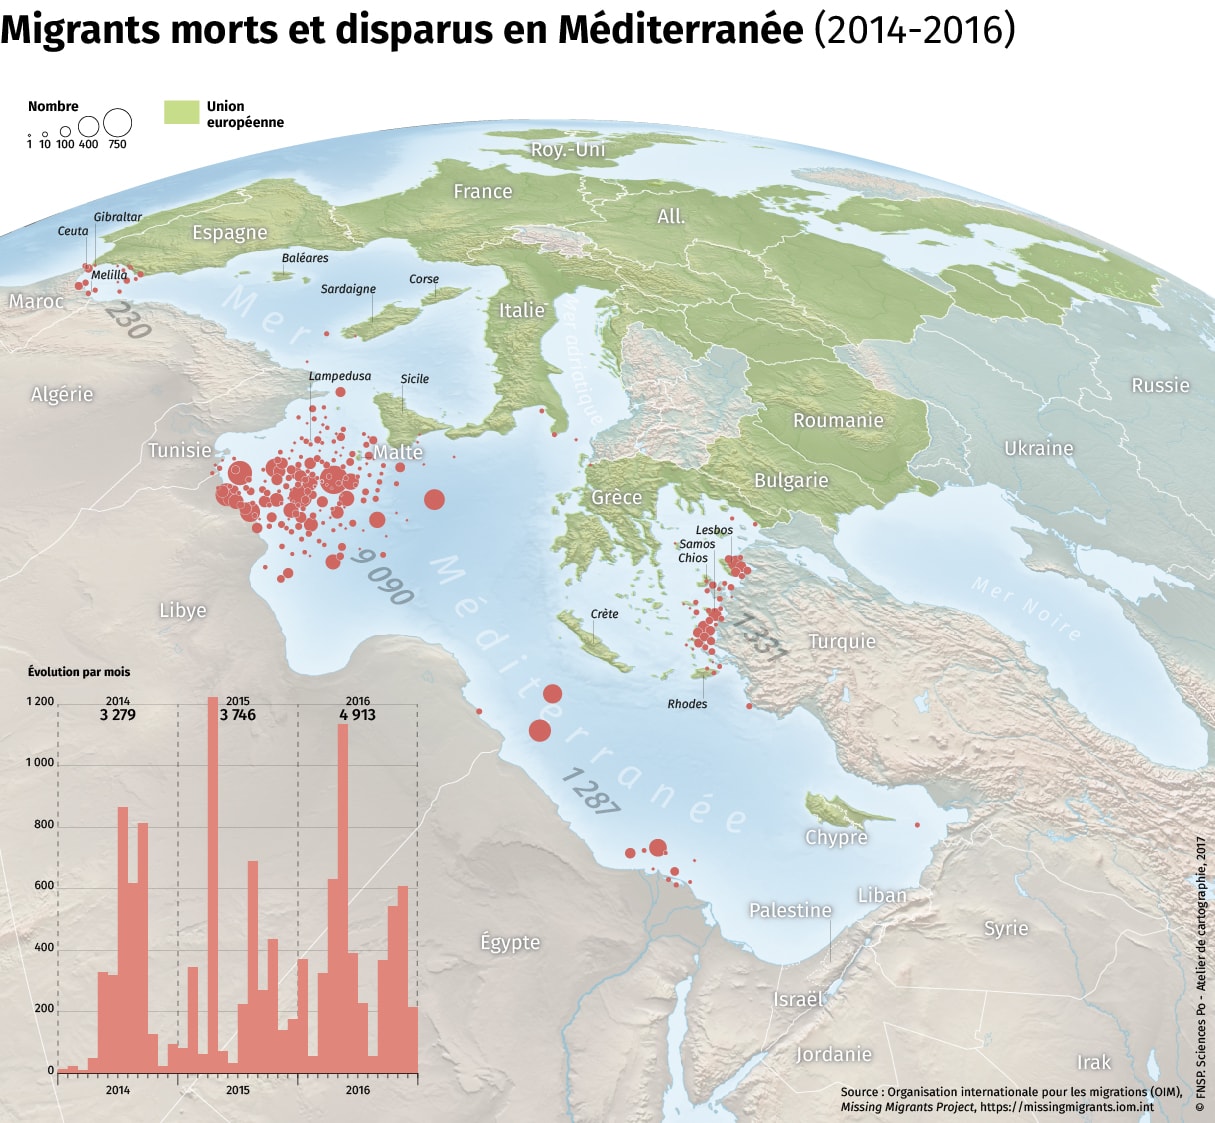 Migrants morts et disparus en Méditerranée (2014-2016)
Nombre
1 10 100 400 750
Union
européenne
Roy.-Uni
France
All.
Espagne
Gibraltar
Ceuta
Melilla
Maroc
230
Baléares
Sardaigne
Corse
Italie
Mer adriatique
Mer
Méditerranée
Algérie
Lampedusa
Sicile
Tunisie
Malte
Russie
Roumanie
Ukraine
Bulgarie
Grèce
Lesbos
Samos
Chios
9 090
Mer Noire
Libye
Crète
1 331
Turquie
Rhodes
1 287
Chypre
Liban
Palestine
Égypte
Syrie
Israël
Jordanie
Irak
Évolution par mois
1 200
1 000
800
600
400
200
0
2014
3 279
2015
3 746
2016
4 913
2014
2015
2016
Source : Organisation internationale pour les migrations (OIM),
Missing Migrants Project, https://missingmigrants.iom.int
© FNSP. Sciences Po - Atelier de cartographie, 2017